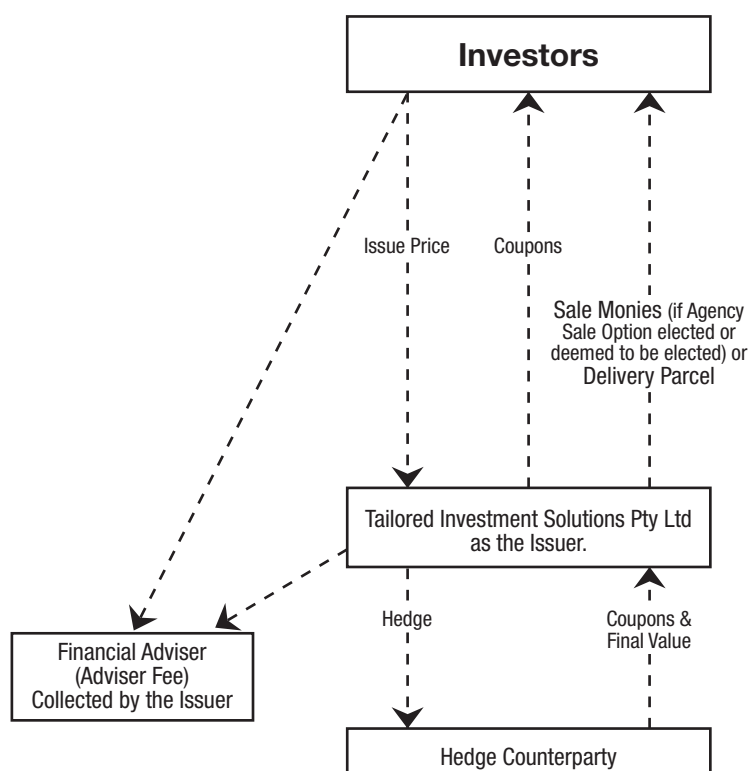 Investors
Issue Price
Coupons
Sale Monies (if Agency
Sale Option elected or
deemed to be elected) or
Delivery Parcel
Tailored Investment Solutions Pty Ltd
as the Issuer.
Hedge
Coupons &
Final Value
Financial Adviser
(Adviser Fee)
Collected by the Issuer
Hedge Counterparty